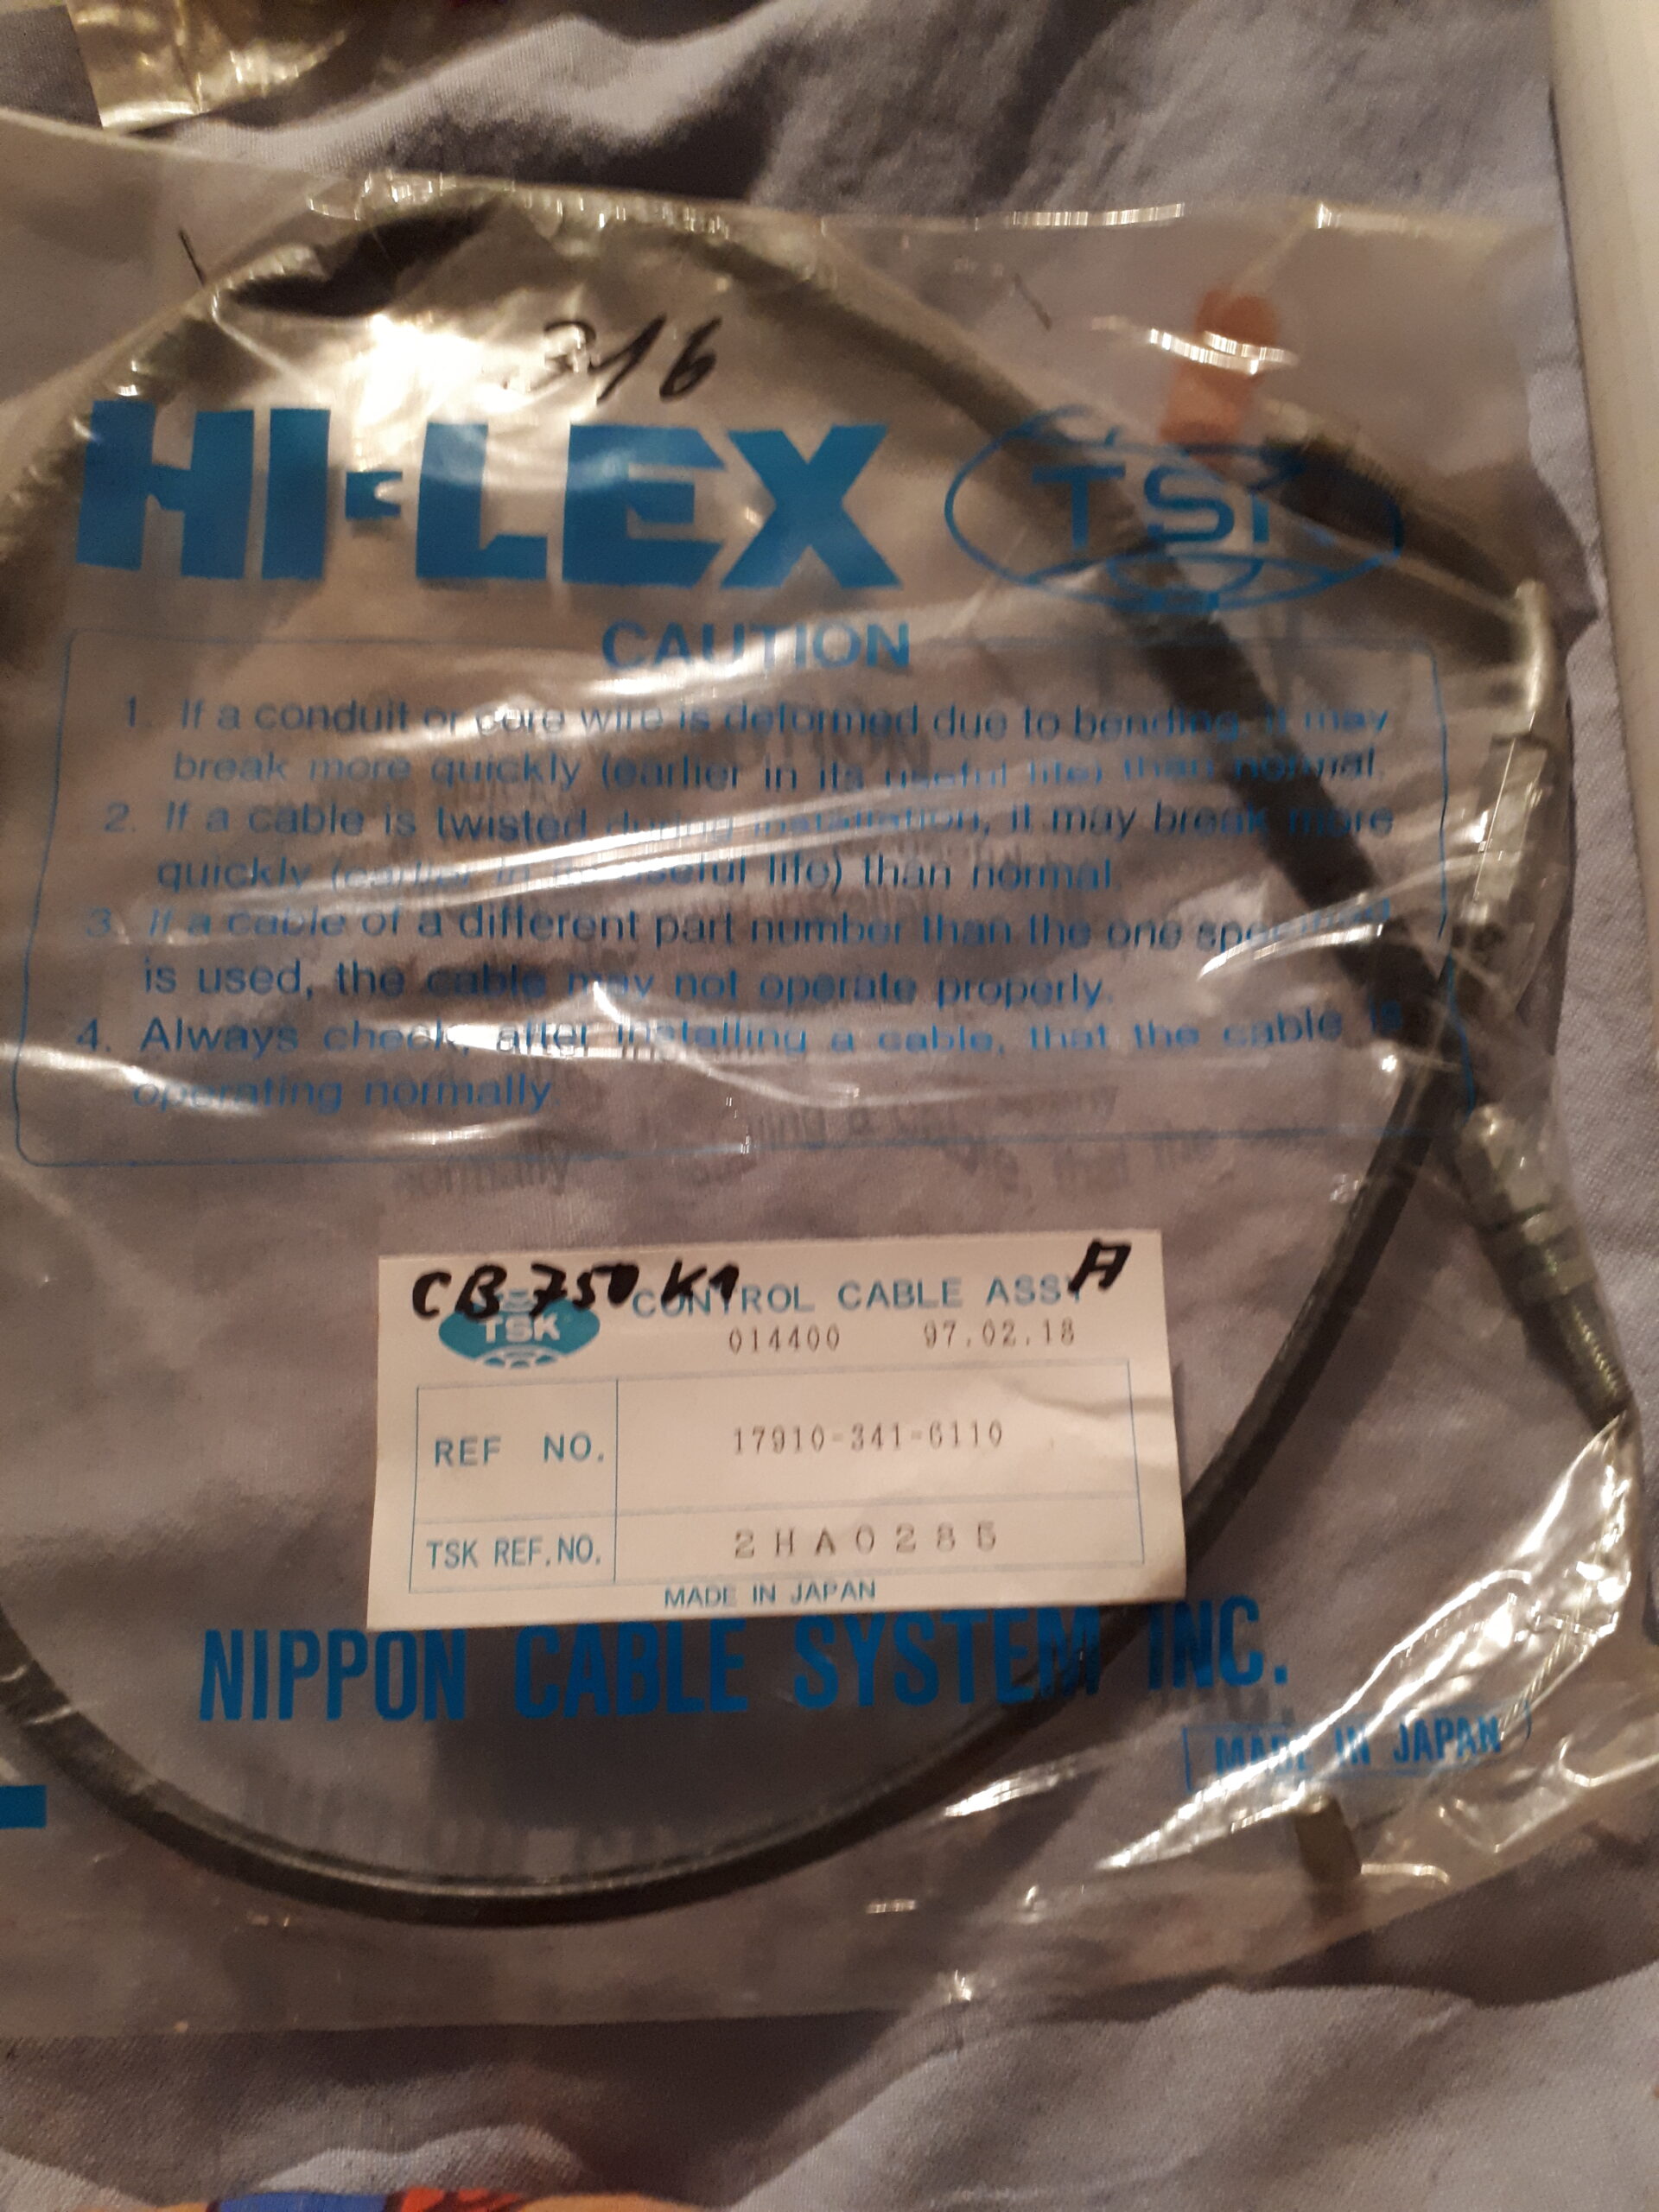 316
HI-LEX TSK
CAUTION
1. If a conduit or core wire is deformed due to bending, it may
break more quickly (earlier in its useful life) than normal.
2. If a cable is twisted during installation, it may break more
quickly (earlier in its useful life) than normal.
3. If a cable of a different part number than the one specified
is used, the cable may not operate properly.
4. Always check, after installing a cable, that the cable is
operating normally.
CB 750 K1 A
TSK CONTROL CABLE ASSY
014400 97.02.18
REF NO. 17910-341-6110
TSK REF.NO. 2HA0285
MADE IN JAPAN
NIPPON CABLE SYSTEM INC.
MADE IN JAPAN